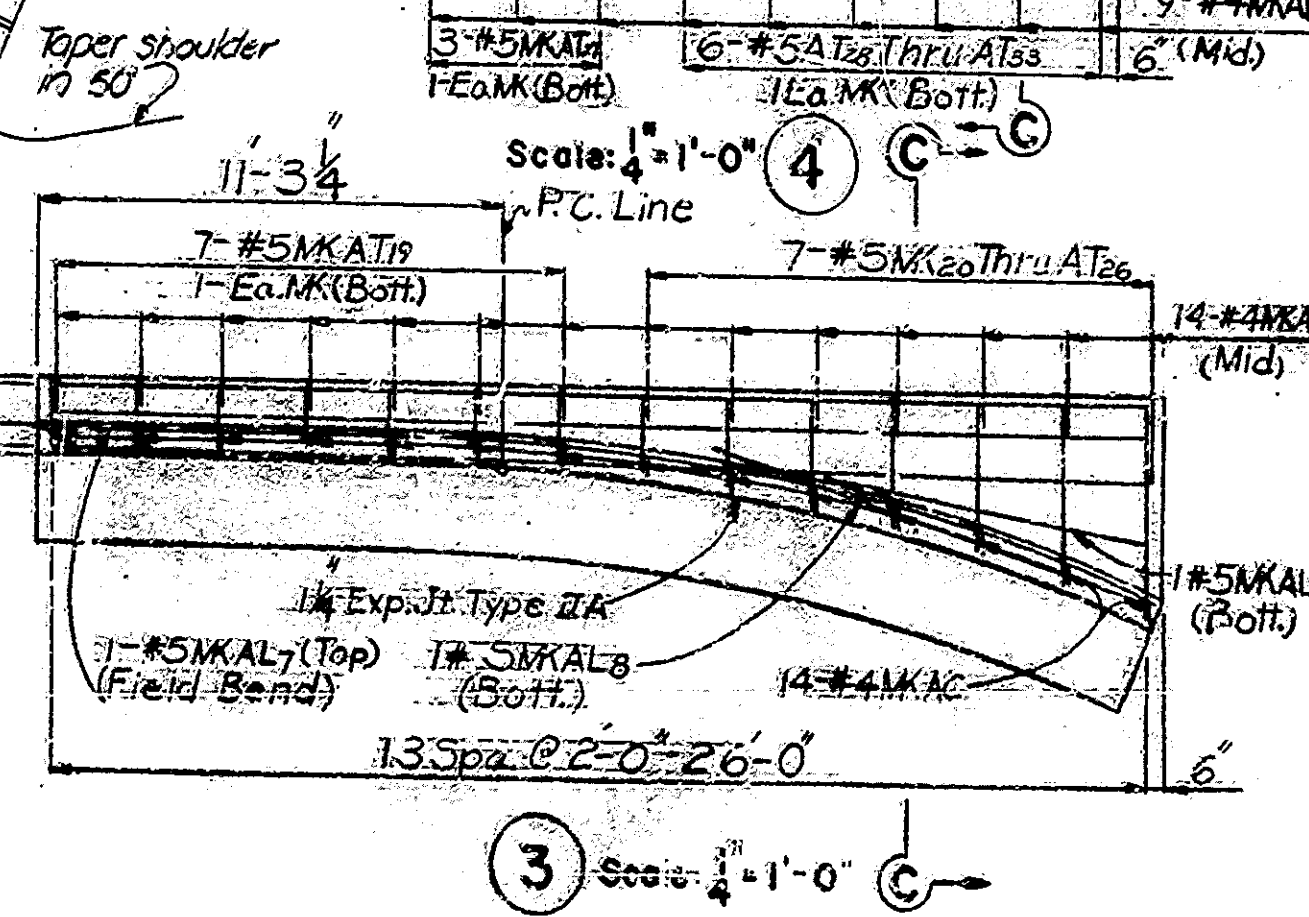 Taper shoulder
in 50'
9-#4MKAL
(Mid.)
3-#5MKAT
1-Ea.MK(Bott)
6-#5AT28 Thru AT33
1Ea.MK(Bott.)
6"
Scale: 1/4" = 1'-0"
4
C
C
11'-3 1/4"
P.C. Line
7-#5MKAT19
1-Ea.MK(Bott.)
7-#5MK20 Thru AT26
14-#4MKA
(Mid)
1 1/4" Exp. Jt. Type IIA
1#5MKAL
(Bott.)
1-#5MKAL7(Top)
(Field Bend)
1#5MKAL8
(Bott.)
14-#4MKAC
13 Spa @ 2'-0"-26'-0"
6"
3
Scale: 1/4" = 1'-0"
C